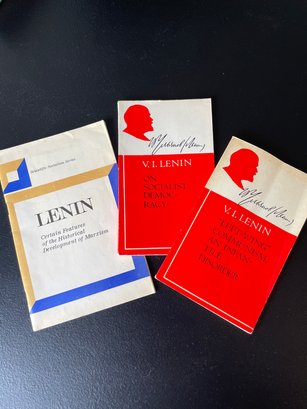 Scientific Socialism Series
LENIN
Certain Features
of the Historical
Development of Marxism
V. I. LENIN
ON
SOCIALIST
DEMOC-
RACY
V. I. LENIN
"LEFT-WING"
COMMUNISM,
AN INFAN-
TILE
DISORDER